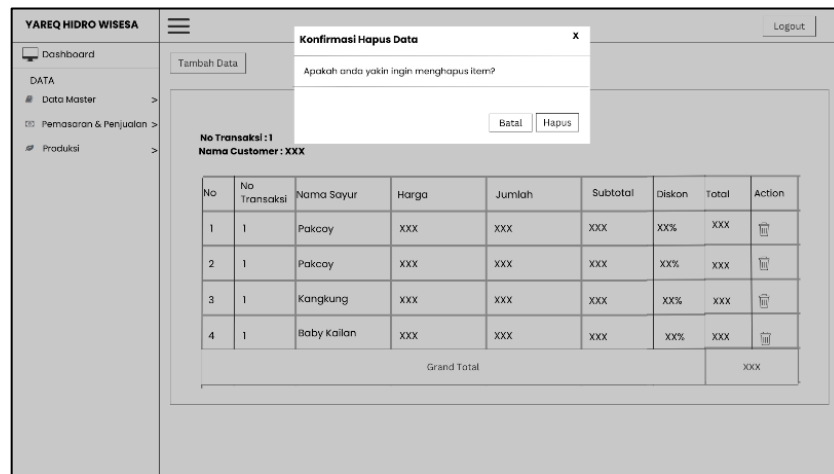 YAREQ HIDRO WISESA
Logout
Konfirmasi Hapus Data
X
Apakah anda yakin ingin menghapus item?
Batal Hapus
Dashboard
DATA
Data Master >
Pemasaran & Penjualan >
Produksi >
Tambah Data
No Transaksi : 1
Nama Customer : XXX
No No Transaksi Nama Sayur Harga Jumlah Subtotal Diskon Total Action
1 1 Pakcoy XXX XXX XXX XX% XXX
2 1 Pakcoy XXX XXX XXX XX% XXX
3 1 Kangkung XXX XXX XXX XX% XXX
4 1 Baby Kailan XXX XXX XXX XX% XXX
Grand Total XXX